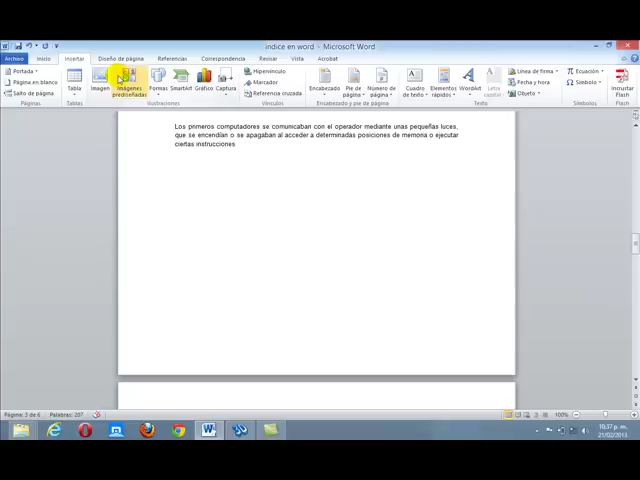 indice en word - Microsoft Word
Archivo Inicio Insertar Diseño de página Referencias Correspondencia Revisar Vista Acrobat
Portada
Página en blanco
Salto de página
Páginas
Tabla
Tablas
Imagen
Imágenes prediseñadas
Formas
SmartArt
Gráfico
Captura
Ilustraciones
Hipervínculo
Marcador
Referencia cruzada
Vínculos
Encabezado
Pie de página
Número de página
Encabezado y pie de página
Cuadro de texto
Elementos rápidos
WordArt
Letra capital
Línea de firma
Fecha y hora
Objeto
Texto
Ecuación
Símbolo
Símbolos
Incrustar Flash
Flash
Los primeros computadores se comunicaban con el operador mediante unas pequeñas luces,
que se encendían o se apagaban al acceder a determinadas posiciones de memoria o ejecutar
ciertas instrucciones
Página: 3 de 6 Palabras: 207 100%
10:37 p. m.
21/02/2013